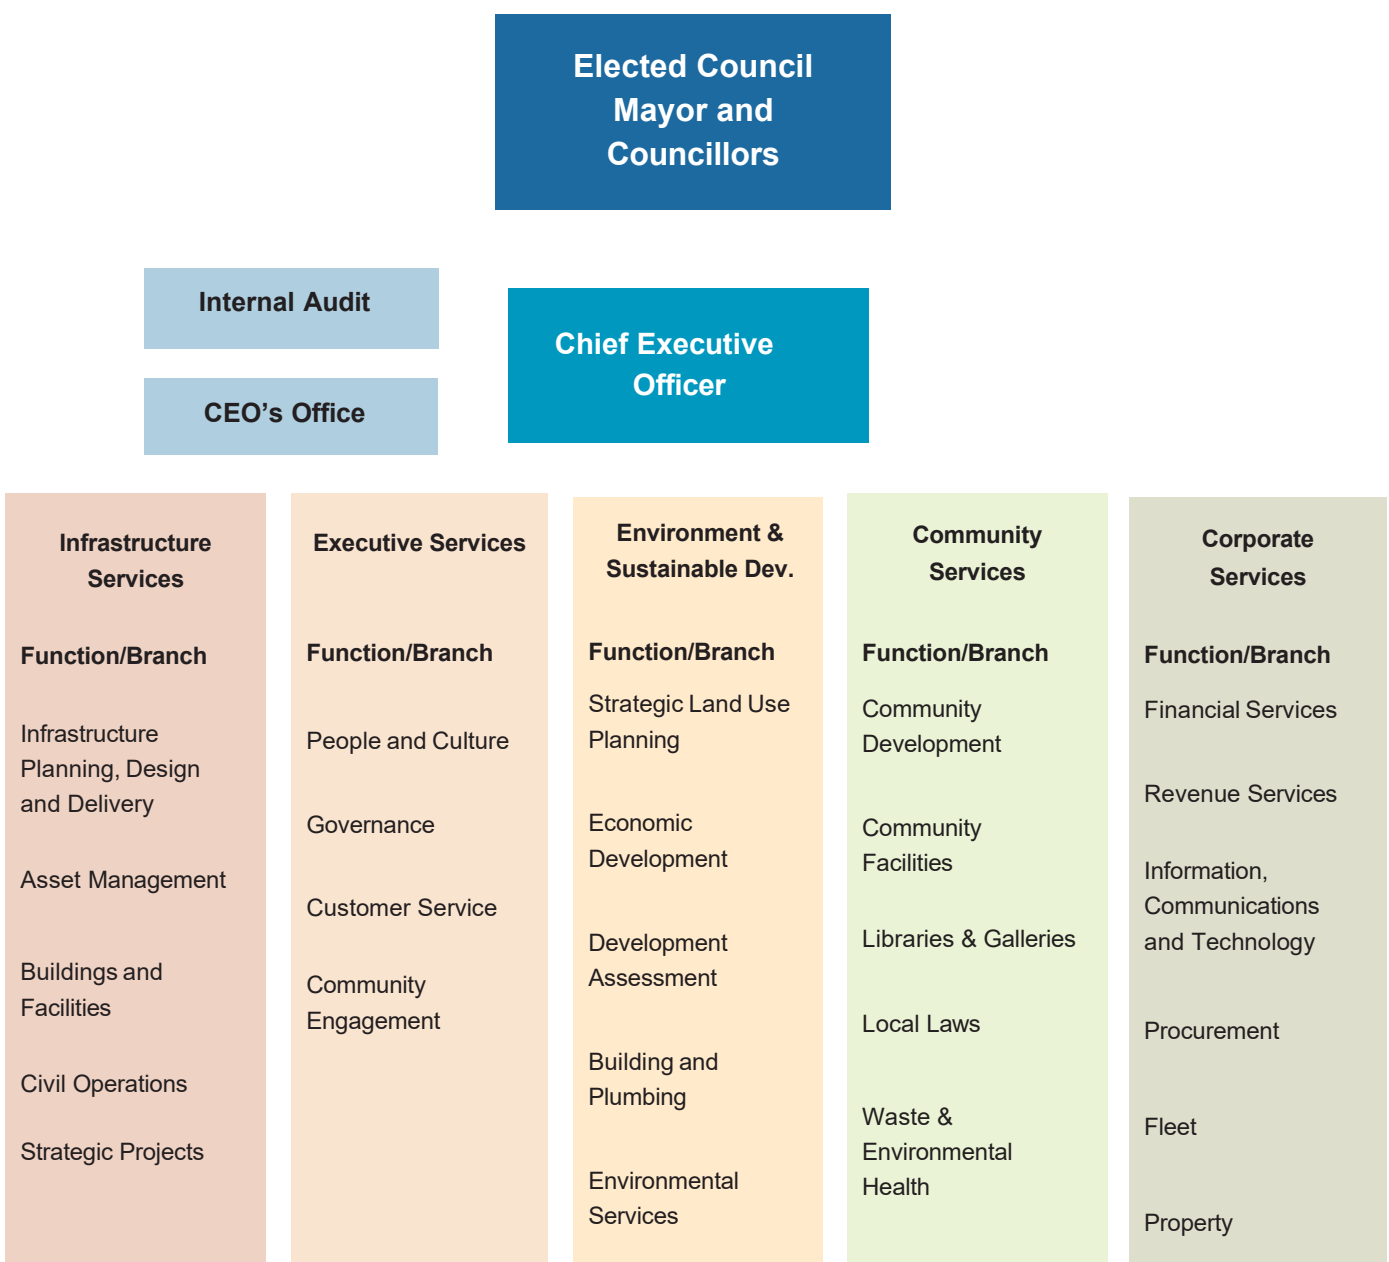 Elected Council
Mayor and
Councillors
Internal Audit
CEO’s Office
Chief Executive
Officer
Infrastructure
Services
Function/Branch
Infrastructure
Planning, Design
and Delivery
Asset Management
Buildings and
Facilities
Civil Operations
Strategic Projects
Executive Services
Function/Branch
People and Culture
Governance
Customer Service
Community
Engagement
Environment &
Sustainable Dev.
Function/Branch
Strategic Land Use
Planning
Economic
Development
Development
Assessment
Building and
Plumbing
Environmental
Services
Community
Services
Function/Branch
Community
Development
Community
Facilities
Libraries & Galleries
Local Laws
Waste &
Environmental
Health
Corporate
Services
Function/Branch
Financial Services
Revenue Services
Information,
Communications
and Technology
Procurement
Fleet
Property